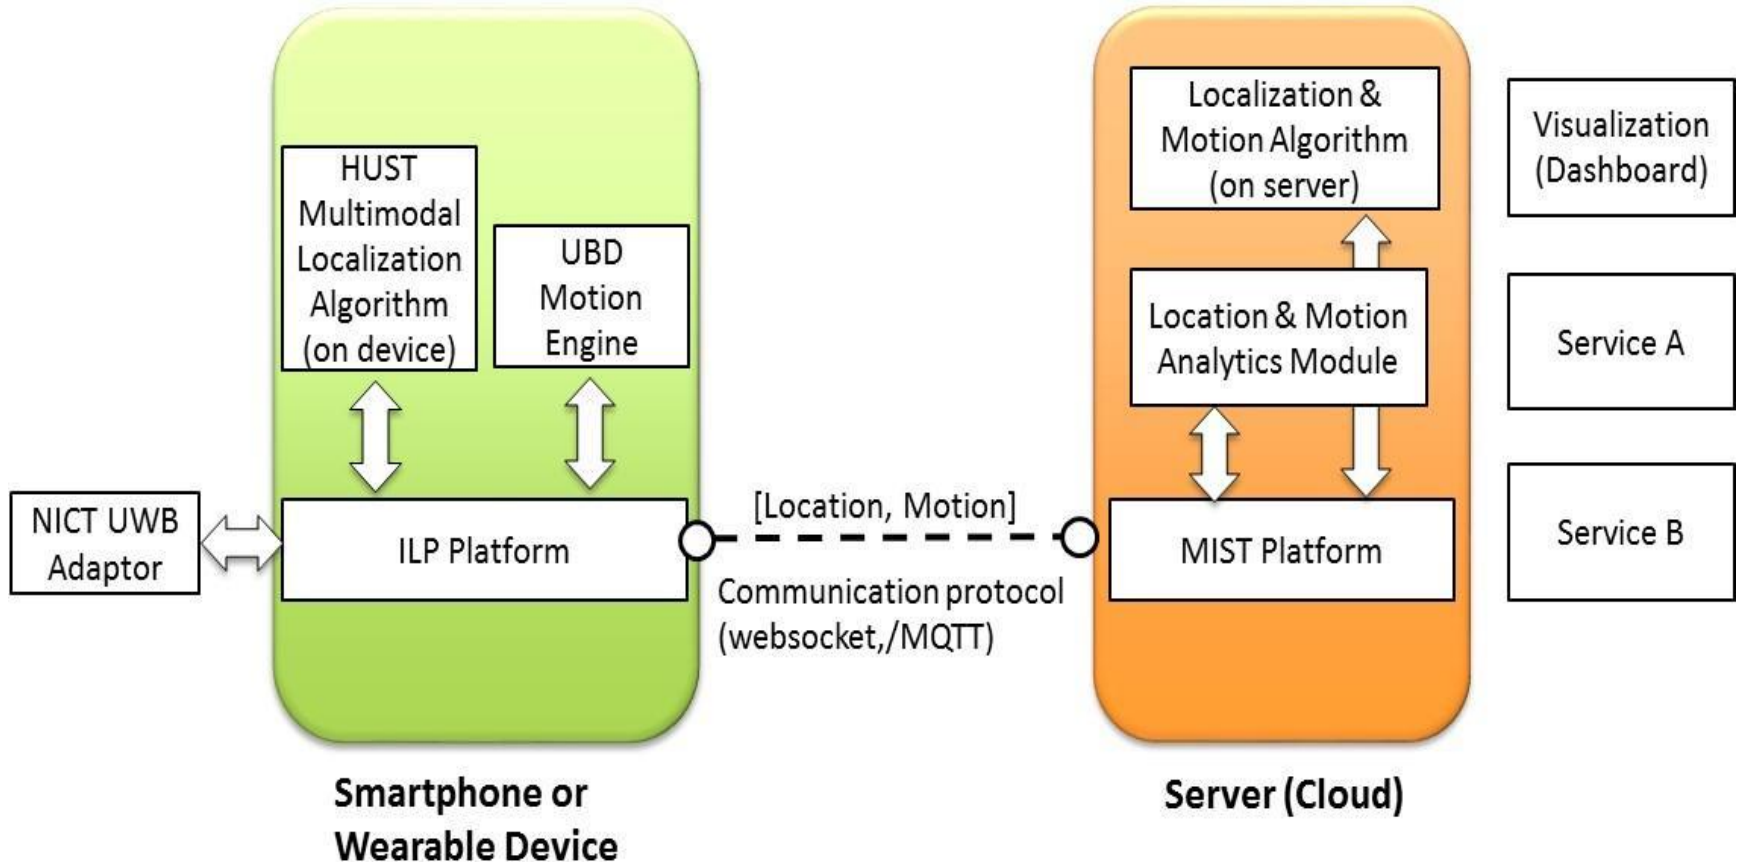 HUST
Multimodal
Localization
Algorithm
(on device)
UBD
Motion
Engine
NICT UWB
Adaptor
ILP Platform
[Location, Motion]
Communication protocol
(websocket,/MQTT)
Localization &
Motion Algorithm
(on server)
Location & Motion
Analytics Module
MIST Platform
Visualization
(Dashboard)
Service A
Service B
Smartphone or
Wearable Device
Server (Cloud)